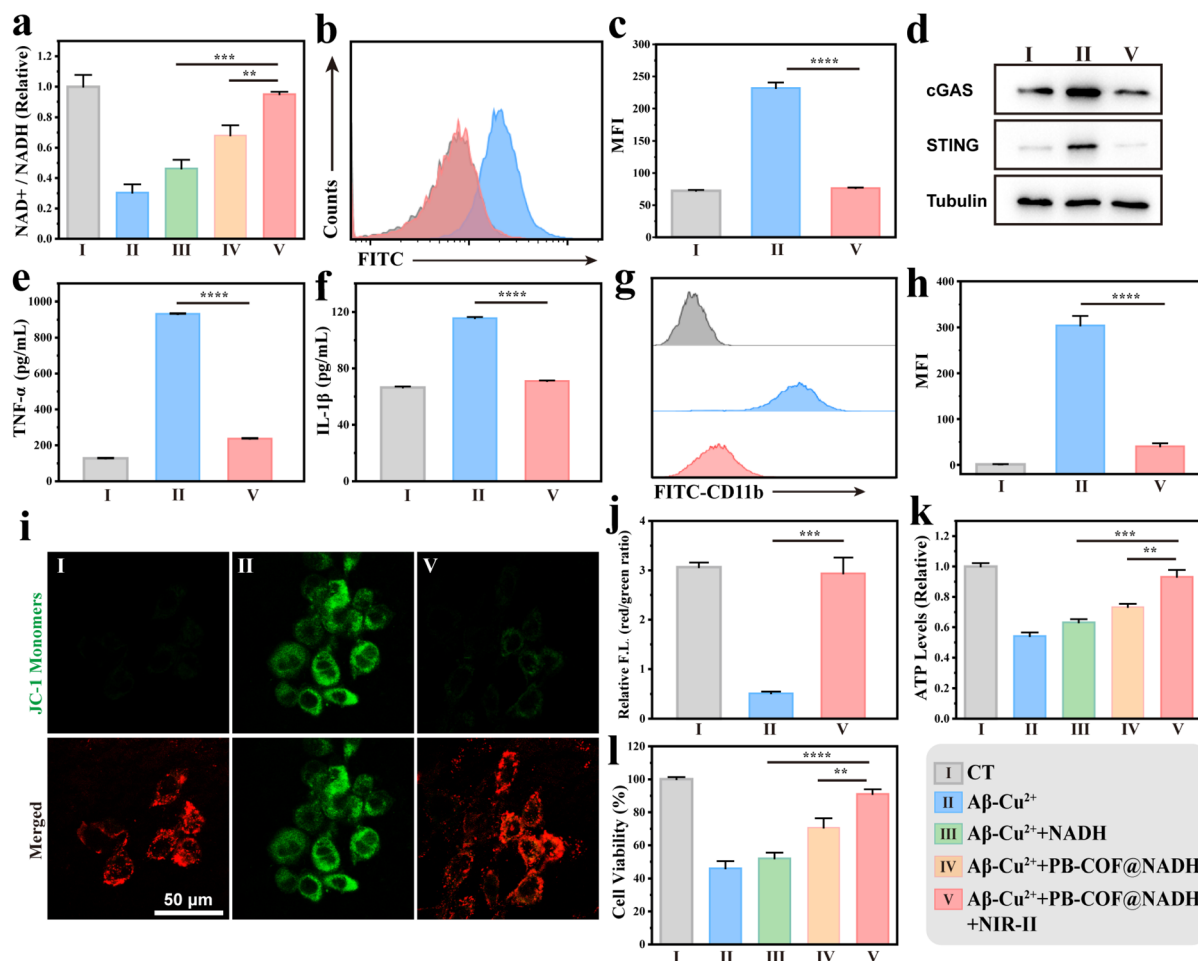 a
NAD+ / NADH (Relative)
1.2
1.0
0.8
0.6
0.4
0.2
0.0
***
**
I II III IV V
b
Counts
FITC
c
MFI
300
250
200
150
100
50
0
****
I II V
d
I II V
cGAS
STING
Tubulin
e
TNF-α (pg/mL)
1000
800
600
400
200
0
****
I II V
f
IL-1β (pg/mL)
120
80
40
0
****
I II V
g
FITC-CD11b
h
MFI
400
300
200
100
0
****
I II V
i
JC-1 Monomers
Merged
I II V
50 μm
j
Relative F.L. (red/green ratio)
4
3
2
1
0
***
I II V
k
ATP Levels (Relative)
1.2
1.0
0.8
0.6
0.4
0.2
0.0
***
**
I II III IV V
l
Cell Viability (%)
120
100
80
60
40
20
0
****
**
I II III IV V
I CT
II Aβ-Cu²⁺
III Aβ-Cu²⁺+NADH
IV Aβ-Cu²⁺+PB-COF@NADH
V Aβ-Cu²⁺+PB-COF@NADH
+NIR-II